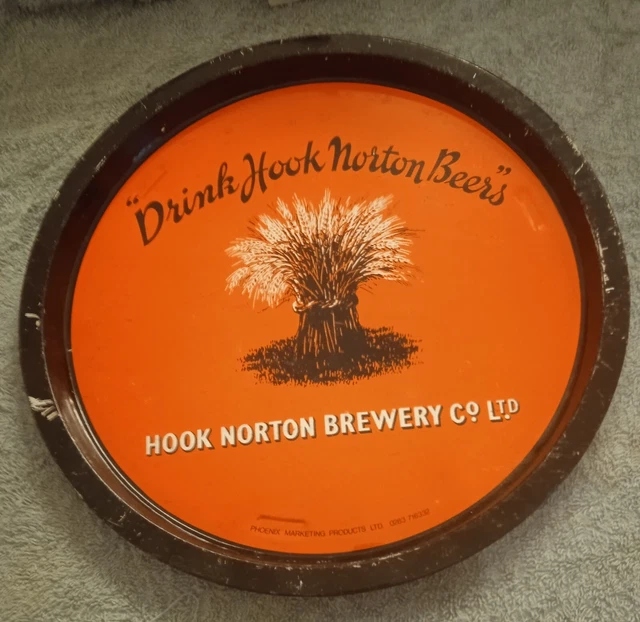 "Drink Hook Norton Beers"
HOOK NORTON BREWERY Cº LTD
PHOENIX MARKETING PRODUCTS LTD.